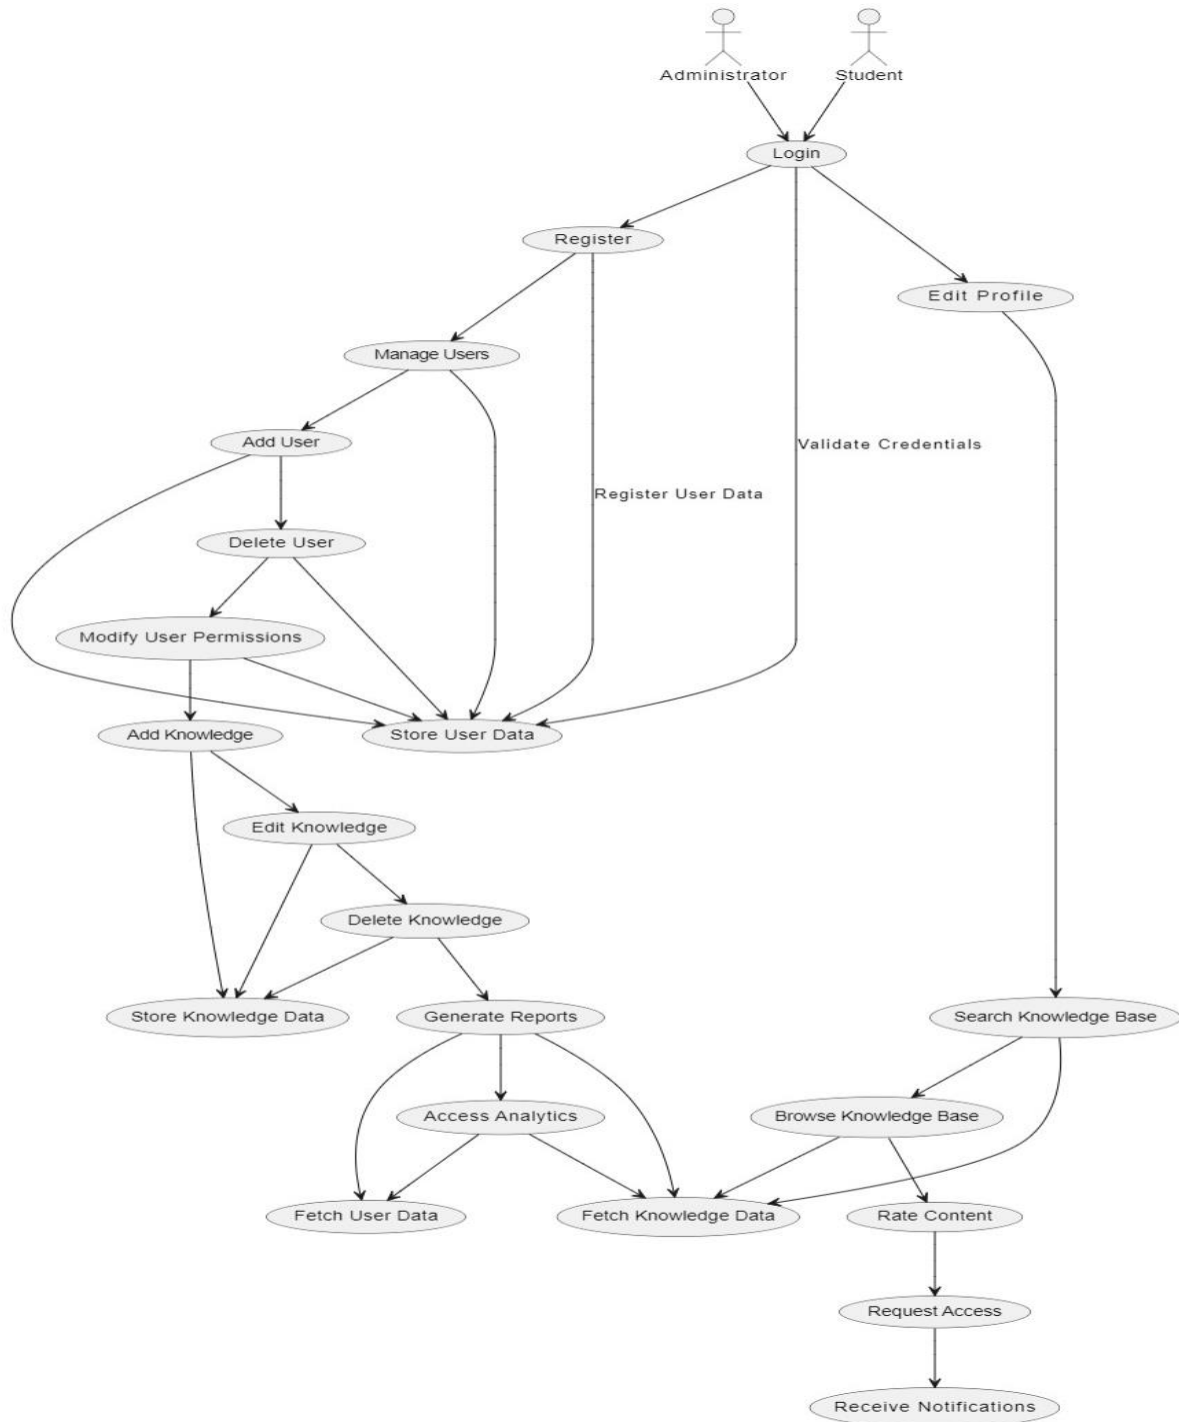 Administrator
Student
Login
Register
Edit Profile
Manage Users
Add User
Validate Credentials
Register User Data
Delete User
Modify User Permissions
Add Knowledge
Store User Data
Edit Knowledge
Delete Knowledge
Store Knowledge Data
Generate Reports
Search Knowledge Base
Access Analytics
Browse Knowledge Base
Fetch User Data
Fetch Knowledge Data
Rate Content
Request Access
Receive Notifications